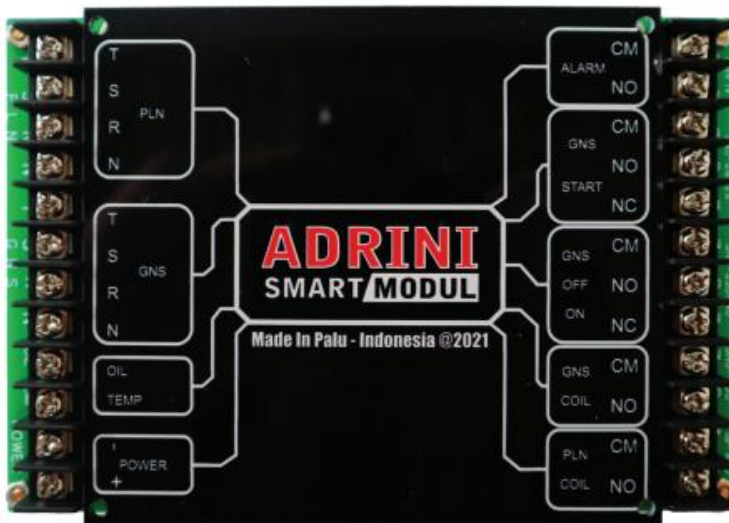 T
S
PLN
R
N
T
S
GNS
R
N
OIL
TEMP
-
POWER
+
ADRINI
SMART MODUL
Made In Palu - Indonesia @2021
CM
ALARM
NO
CM
GNS
NO
START
NC
GNS CM
OFF NO
ON NC
GNS CM
COIL NO
PLN CM
COIL NO